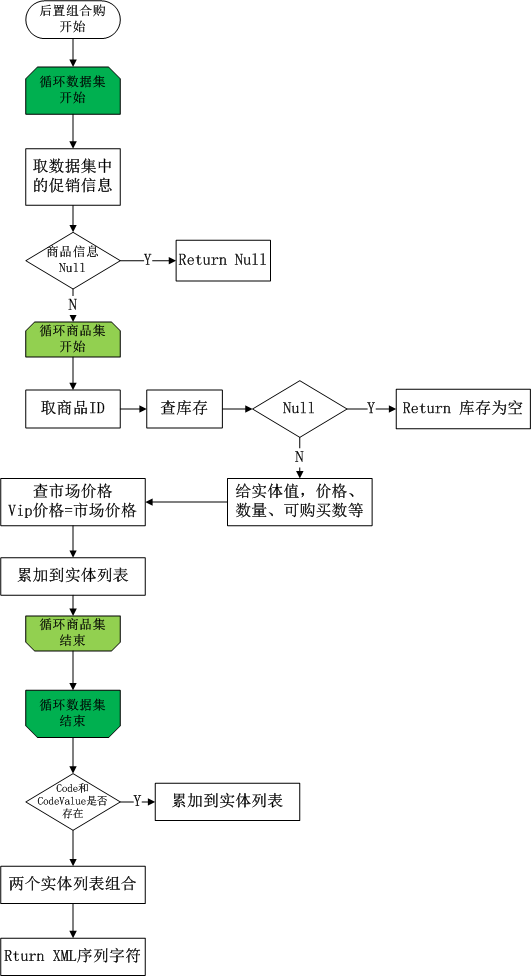 后置组合购
开始
循环数据集
开始
取数据集中
的促销信息
商品信息
Null
Y
Return Null
N
循环商品集
开始
取商品ID
查库存
Null
Y
Return 库存为空
N
查市场价格
Vip价格=市场价格
给实体值，价格、
数量、可购买数等
累加到实体列表
循环商品集
结束
循环数据集
结束
Code和
CodeValue是否
存在
Y
累加到实体列表
两个实体列表组合
Rturn XML序列字符